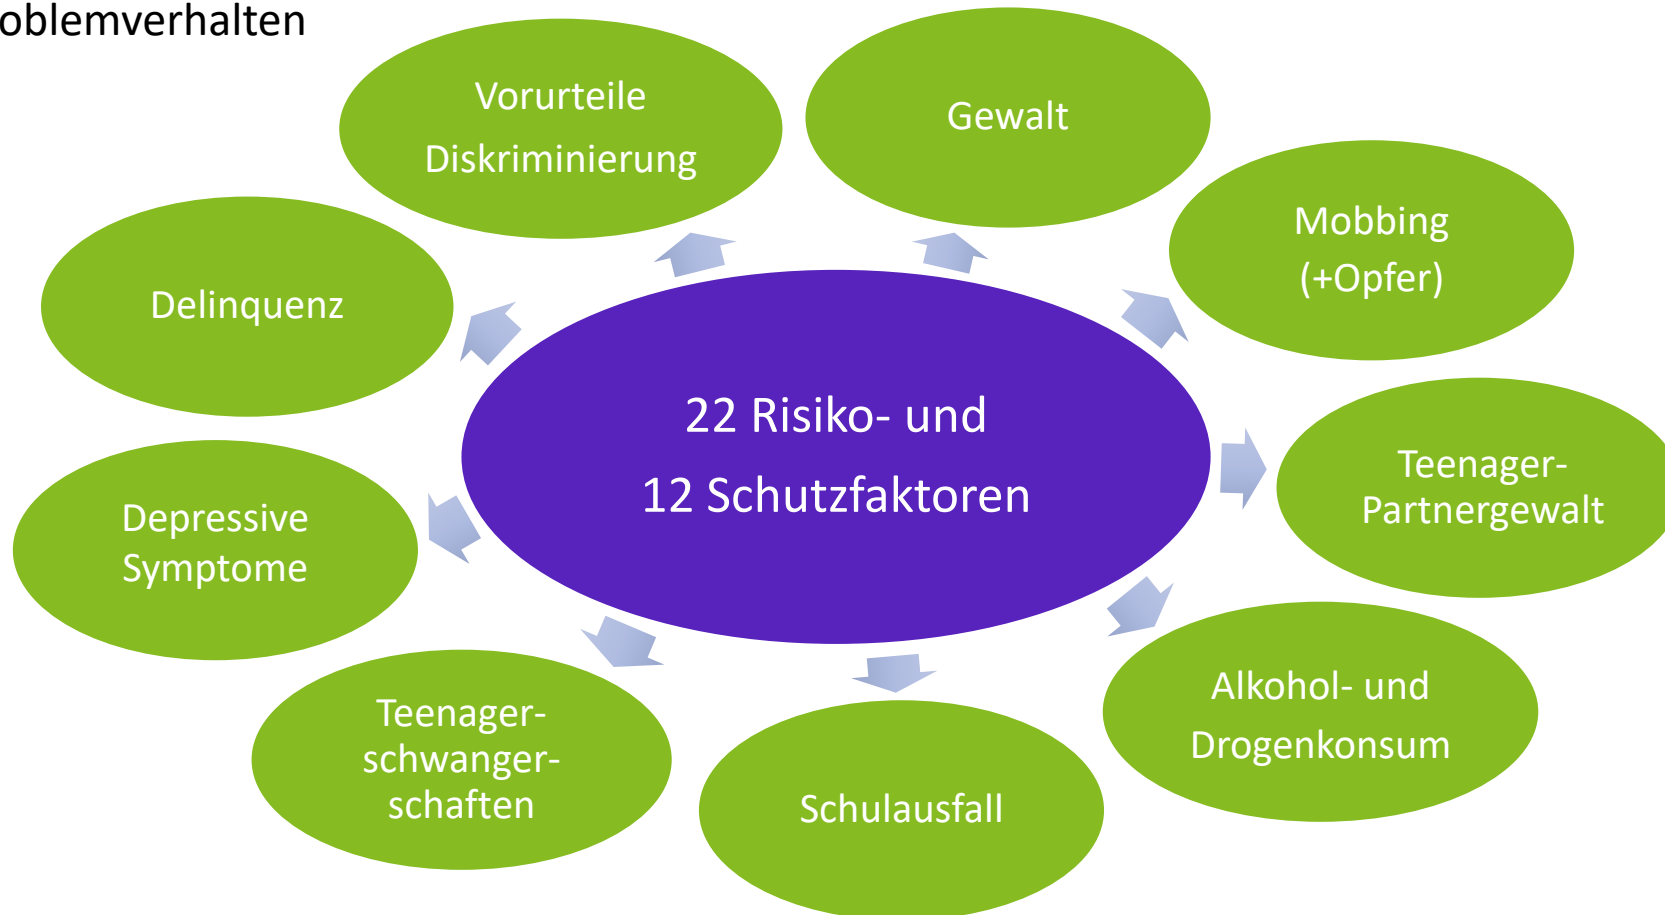 oblemverhalten
Vorurteile
Diskriminierung
Gewalt
Mobbing
(+Opfer)
Delinquenz
22 Risiko- und
12 Schutzfaktoren
Teenager-
Partnergewalt
Depressive
Symptome
Alkohol- und
Drogenkonsum
Teenager-
schwanger-
schaften
Schulausfall